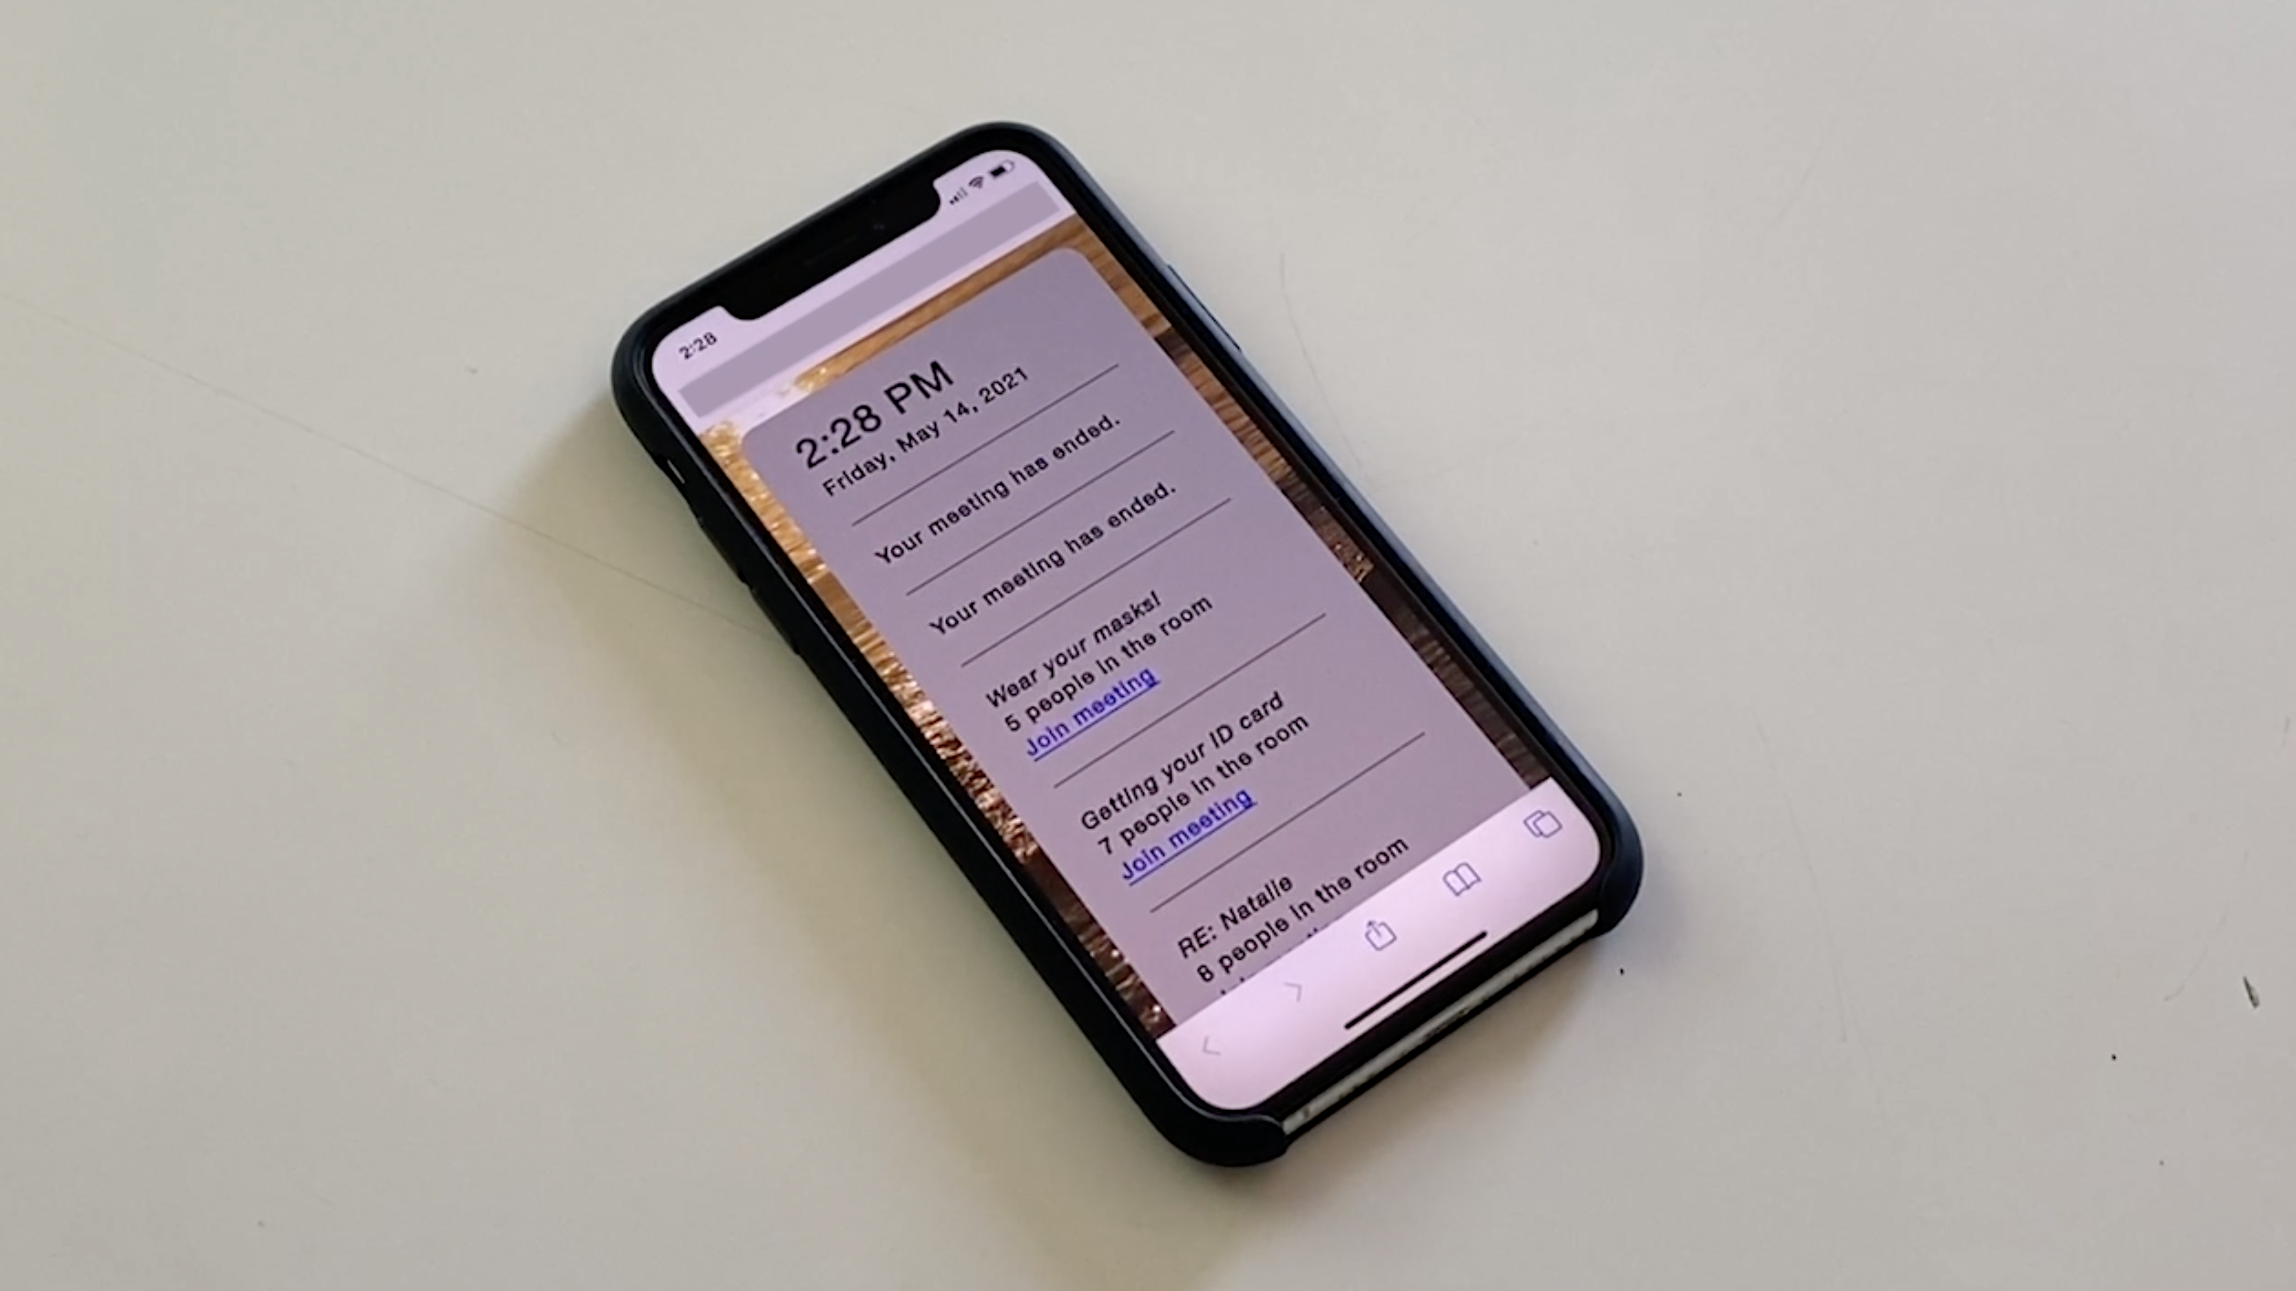 2:28
2:28 PM
Friday, May 14, 2021
Your meeting has ended.
Your meeting has ended.
Wear your masks!
5 people in the room
Join meeting
Getting your ID card
7 people in the room
Join meeting
RE: Natalie
people in the room